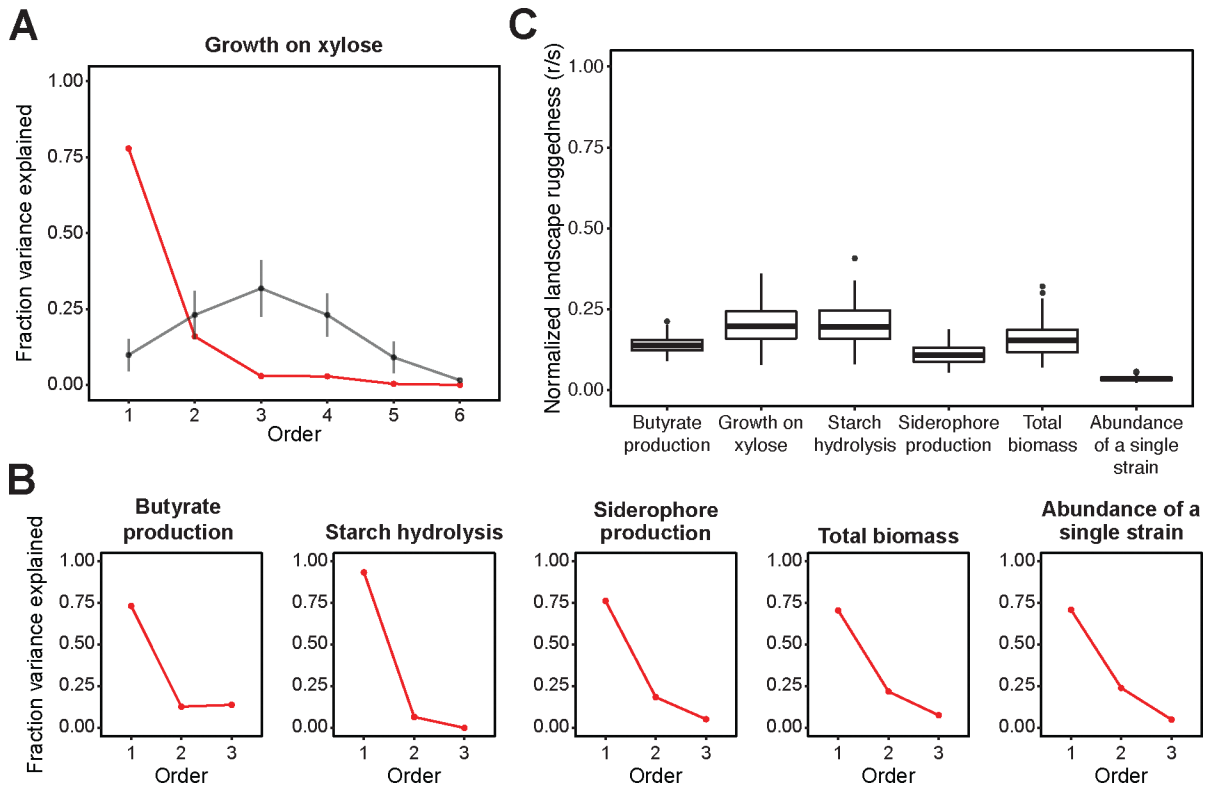 A
Growth on xylose
Fraction variance explained
1.00
0.75
0.50
0.25
0.00
1 2 3 4 5 6
Order
C
Normalized landscape ruggedness (r/s)
1.00
0.75
0.50
0.25
0.00
Butyrate production
Growth on xylose
Starch hydrolysis
Siderophore production
Total biomass
Abundance of a single strain
B
Fraction variance explained
Butyrate
production
1.00
0.75
0.50
0.25
0.00
1 2 3
Order
Starch hydrolysis
1.00
0.75
0.50
0.25
0.00
1 2 3
Order
Siderophore
production
1.00
0.75
0.50
0.25
0.00
1 2 3
Order
Total biomass
1.00
0.75
0.50
0.25
0.00
1 2 3
Order
Abundance of a
single strain
1.00
0.75
0.50
0.25
0.00
1 2 3
Order